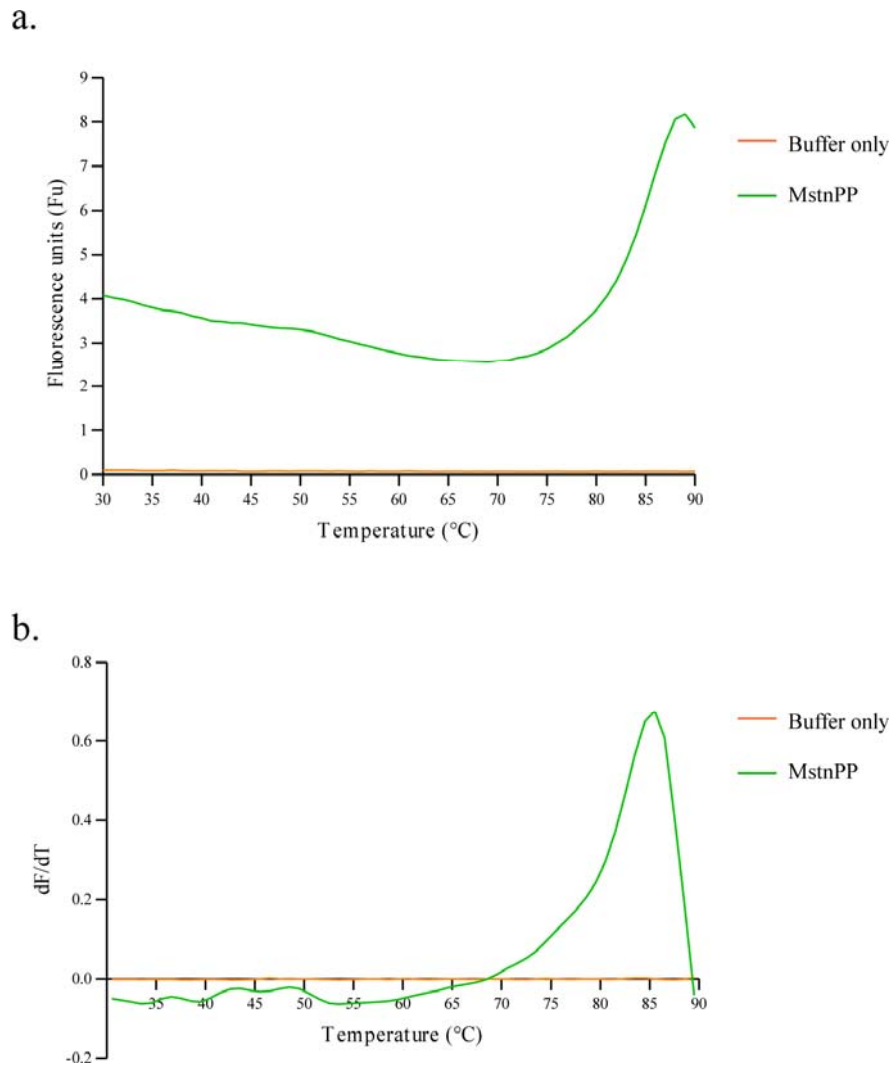 a.
9
8
7
6
5
4
3
2
1
0
Fluorescence units (Fu)
30 35 40 45 50 55 60 65 70 75 80 85 90
Temperature (°C)
Buffer only
MstnPP
b.
0.8
0.6
0.4
0.2
0.0
-0.2
dF/dT
35 40 45 50 55 60 65 70 75 80 85 90
Temperature (°C)
Buffer only
MstnPP